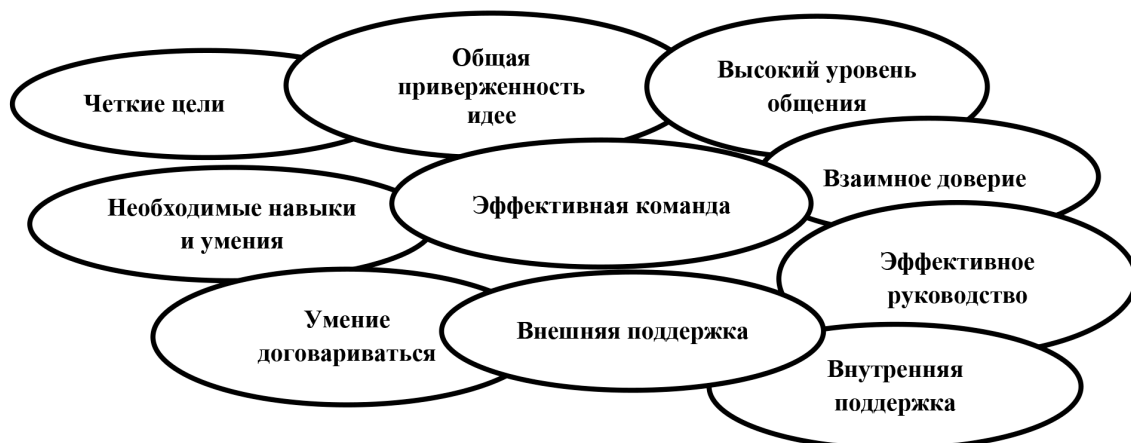 Четкие цели
Общая
приверженность
идее
Высокий уровень
общения
Взаимное доверие
Необходимые навыки
и умения
Эффективная команда
Эффективное
руководство
Умение
договариваться
Внешняя поддержка
Внутренняя
поддержка